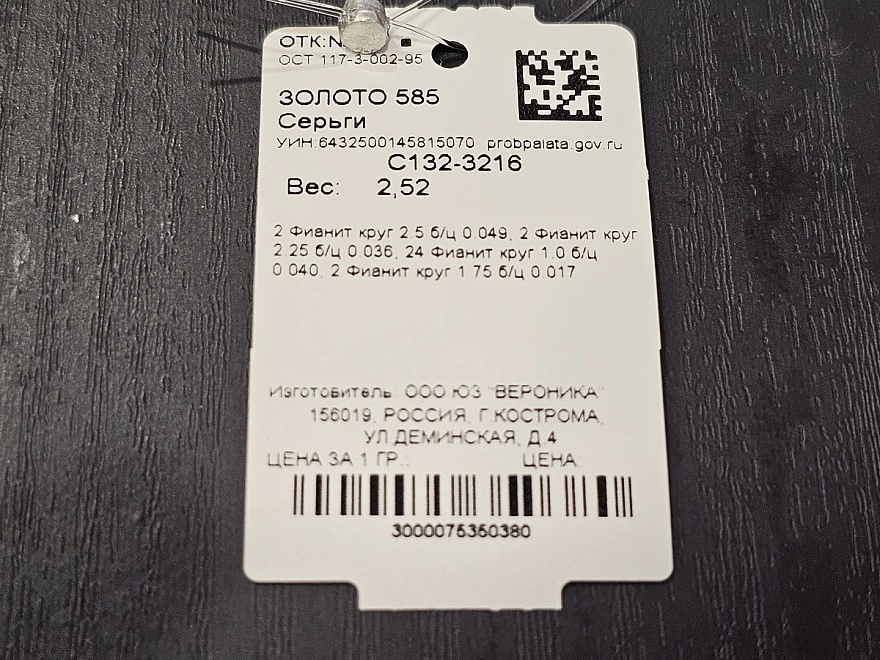 ОТК:N
ОСТ 117-3-002-95
ЗОЛОТО 585
Серьги
УИН:6432500145815070 probpalata.gov.ru
С132-3216
Вес: 2,52
2 Фианит круг 2.5 б/ц 0.049, 2 Фианит круг
2.25 б/ц 0.036, 24 Фианит круг 1.0 б/ц
0.040, 2 Фианит круг 1.75 б/ц 0.017
Изготовитель: ООО ЮЗ "ВЕРОНИКА"
156019, РОССИЯ, Г.КОСТРОМА,
УЛ.ДЕМИНСКАЯ, Д.4
ЦЕНА ЗА 1 ГР.: ЦЕНА
3000075350380